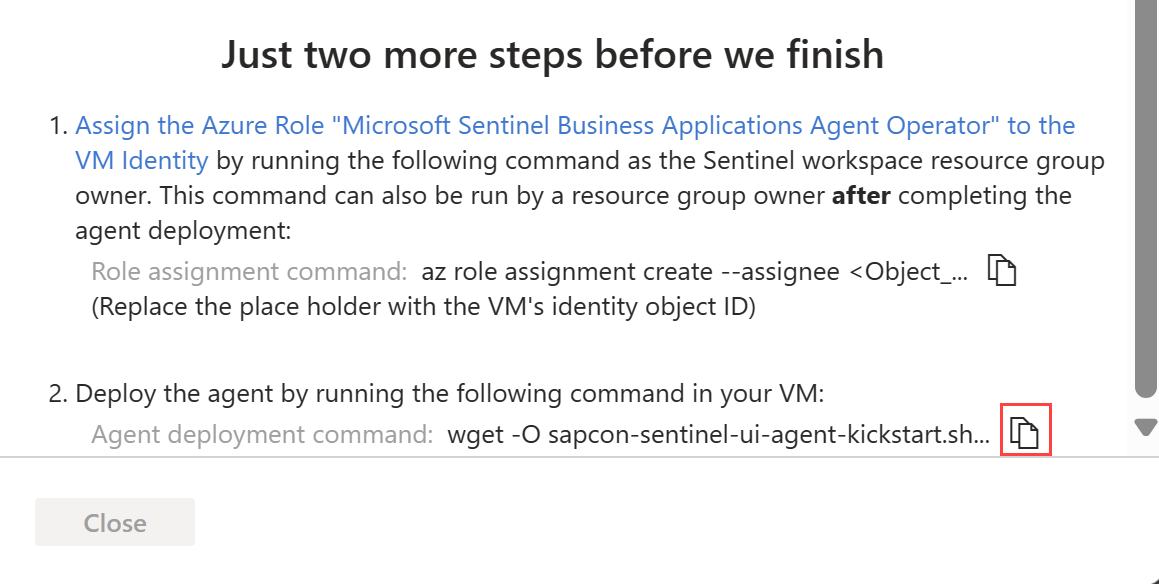 Just two more steps before we finish
1. Assign the Azure Role "Microsoft Sentinel Business Applications Agent Operator" to the
VM Identity by running the following command as the Sentinel workspace resource group
owner. This command can also be run by a resource group owner after completing the
agent deployment:
Role assignment command: az role assignment create --assignee <Object_...
(Replace the place holder with the VM's identity object ID)
2. Deploy the agent by running the following command in your VM:
Agent deployment command: wget -O sapcon-sentinel-ui-agent-kickstart.sh...
Close